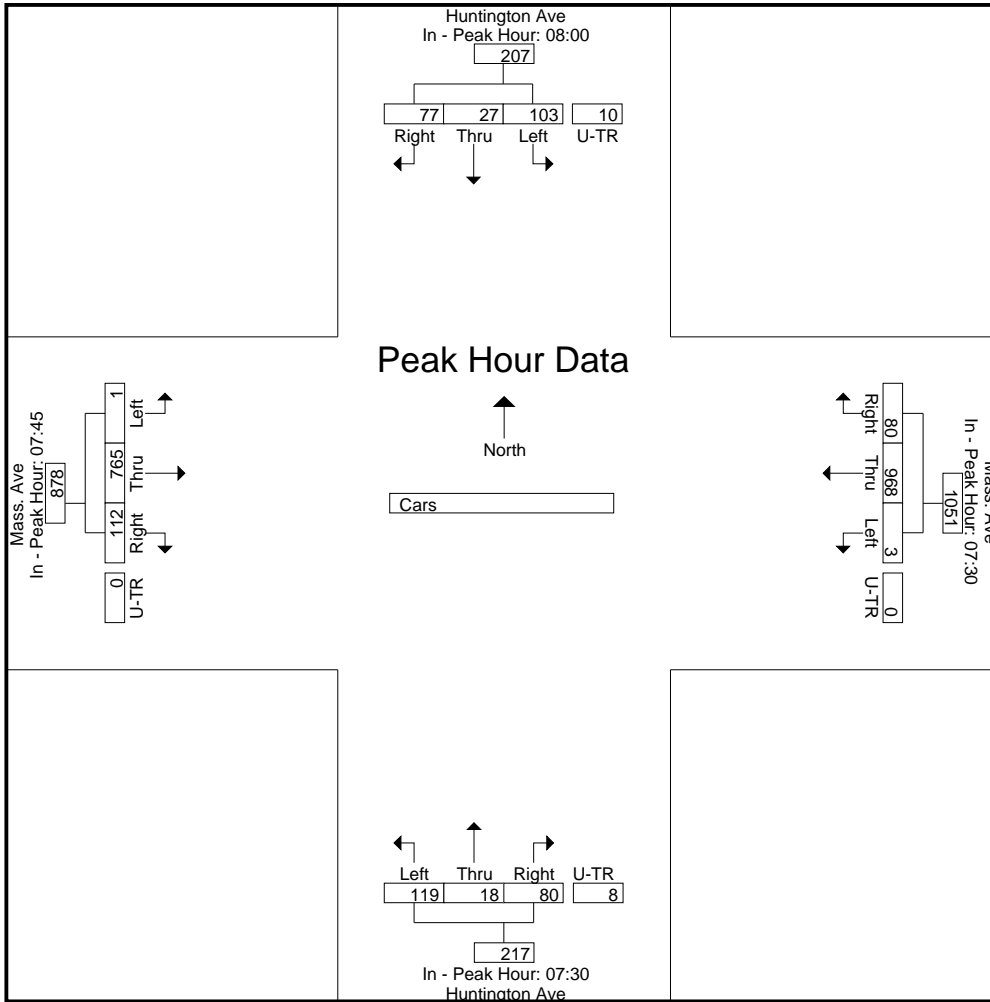 Huntington Ave
In - Peak Hour: 08:00
207
77 27 103 10
Right Thru Left U-TR
Peak Hour Data
North
Cars
Mass. Ave
In - Peak Hour: 07:45
878
1 765 112 0
Left Thru Right U-TR
Mass. Ave
In - Peak Hour: 07:30
1051
80 968 3 0
Right Thru Left U-TR
Left Thru Right U-TR
119 18 80 8
217
In - Peak Hour: 07:30
Huntington Ave